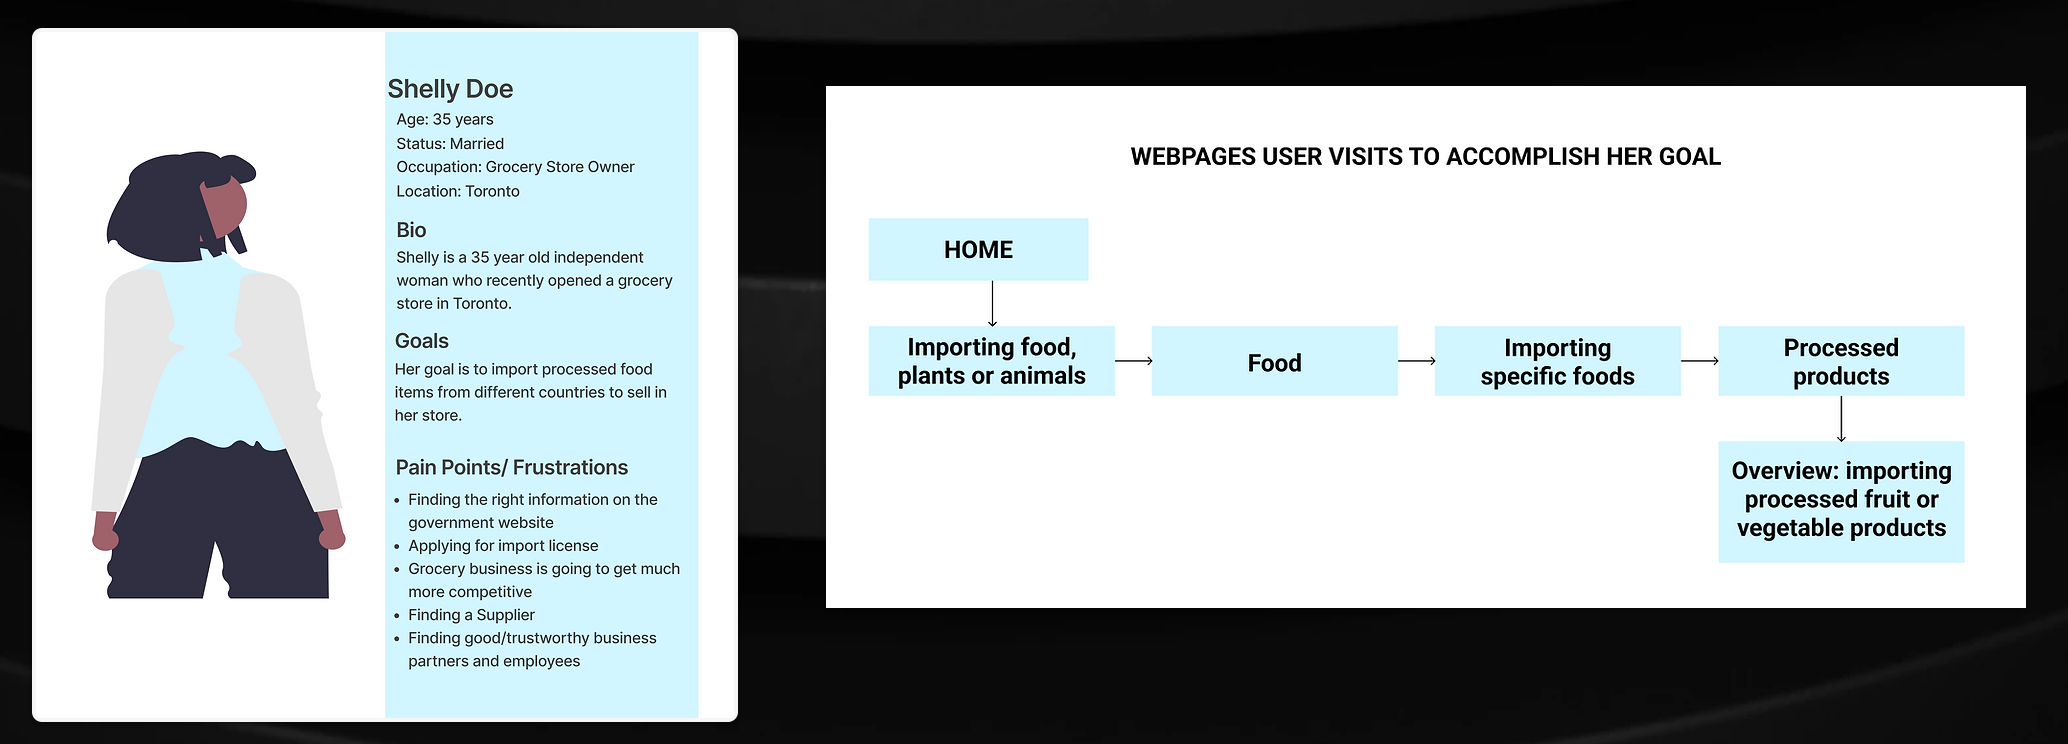 Shelly Doe
Age: 35 years
Status: Married
Occupation: Grocery Store Owner
Location: Toronto
Bio
Shelly is a 35 year old independent
woman who recently opened a grocery
store in Toronto.
Goals
Her goal is to import processed food
items from different countries to sell in
her store.
Pain Points/ Frustrations
• Finding the right information on the
government website
• Applying for import license
• Grocery business is going to get much
more competitive
• Finding a Supplier
• Finding good/trustworthy business
partners and employees
WEBPAGES USER VISITS TO ACCOMPLISH HER GOAL
HOME
Importing food,
plants or animals
Food
Importing
specific foods
Processed
products
Overview: importing
processed fruit or
vegetable products